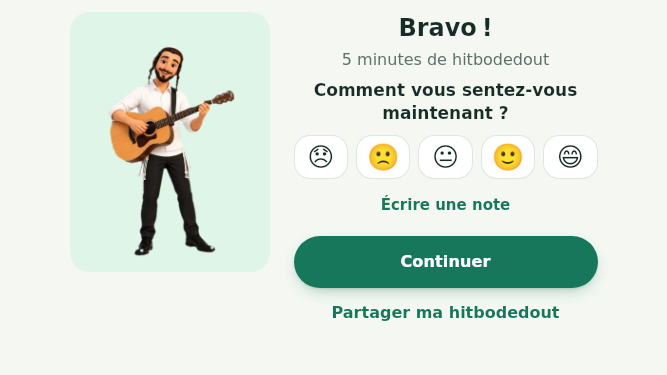 Bravo !
5 minutes de hitbodedout
Comment vous sentez-vous
maintenant ?
Écrire une note
Continuer
Partager ma hitbodedout